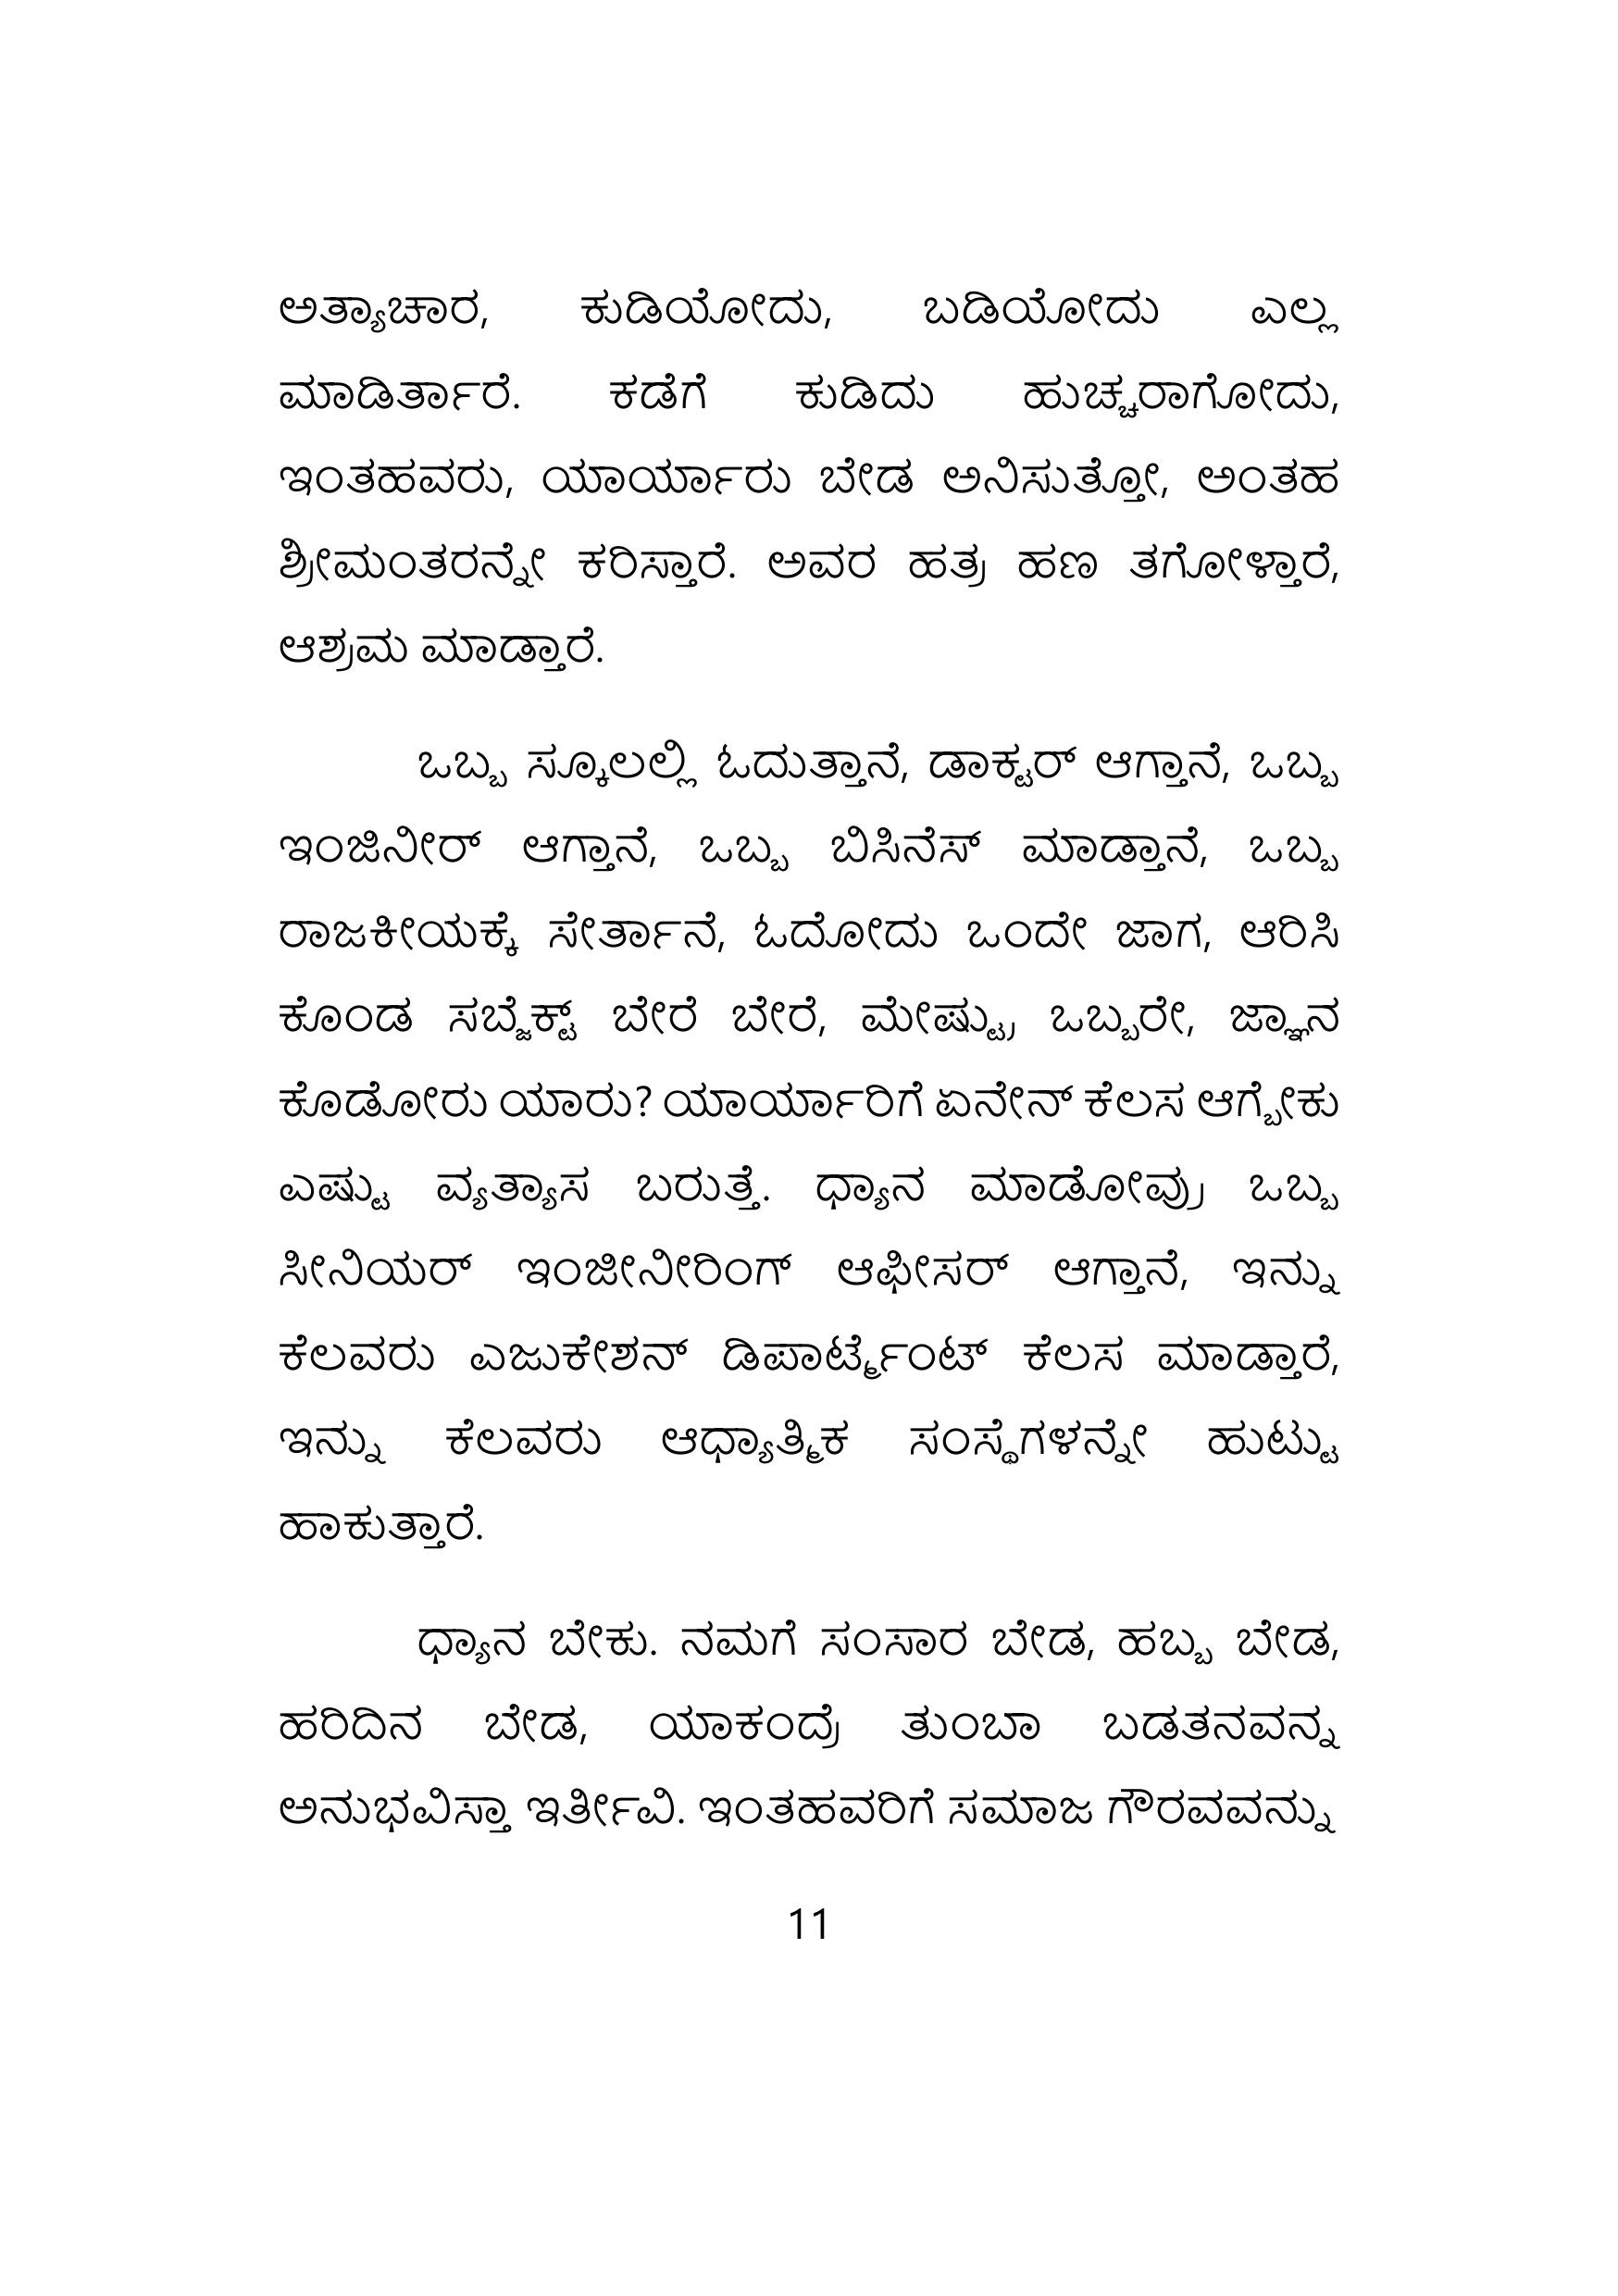 ಅತ್ಯಾಚಾರ, ಕುಡಿಯೋದು, ಬಡಿಯೋದು ಎಲ್ಲ
ಮಾಡಿರ್ತಾರೆ. ಕಡೆಗೆ ಕುಡಿದು ಹುಚ್ಚರಾಗೋದು,
ಇಂತಹವರು, ಯಾರ್ಯಾರು ಬೇಡ ಅನಿಸುತ್ತೋ, ಅಂತಹ
ಶ್ರೀಮಂತರನ್ನೇ ಕರಿಸ್ತಾರೆ. ಅವರ ಹತ್ರ ಹಣ ತಗೋಳ್ತಾರೆ,
ಆಶ್ರಮ ಮಾಡ್ತಾರೆ.
ಒಬ್ಬ ಸ್ಕೂಲಲ್ಲಿ ಓದುತ್ತಾನೆ, ಡಾಕ್ಟರ್ ಆಗ್ತಾನೆ, ಒಬ್ಬ
ಇಂಜಿನೀರ್ ಆಗ್ತಾನೆ, ಒಬ್ಬ ಬಿಸಿನೆಸ್ ಮಾಡ್ತಾನೆ, ಒಬ್ಬ
ರಾಜಕೀಯಕ್ಕೆ ಸೇರ್ತಾನೆ, ಓದೋದು ಒಂದೇ ಜಾಗ, ಆರಿಸಿ
ಕೊಂಡ ಸಬ್ಜೆಕ್ಟ್ ಬೇರೆ ಬೇರೆ, ಮೇಷ್ಟ್ರು ಒಬ್ಬರೇ, ಜ್ಞಾನ
ಕೊಡೋರು ಯಾರು? ಯಾರ್ಯಾರಿಗೆ ಏನೇನ್ ಕೆಲಸ ಆಗ್ಬೇಕು
ಎಷ್ಟು ವ್ಯತ್ಯಾಸ ಬರುತ್ತೆ. ಧ್ಯಾನ ಮಾಡೋವ್ರು ಒಬ್ಬ
ಸೀನಿಯರ್ ಇಂಜೀನೀರಿಂಗ್ ಆಫೀಸರ್ ಆಗ್ತಾನೆ, ಇನ್ನು
ಕೆಲವರು ಎಜುಕೇಶನ್ ಡಿಪಾರ್ಟ್ಮೆಂಟ್ ಕೆಲಸ ಮಾಡ್ತಾರೆ,
ಇನ್ನು ಕೆಲವರು ಆಧ್ಯಾತ್ಮಿಕ ಸಂಸ್ಥೆಗಳನ್ನೇ ಹುಟ್ಟು
ಹಾಕುತ್ತಾರೆ.
ಧ್ಯಾನ ಬೇಕು. ನಮಗೆ ಸಂಸಾರ ಬೇಡ, ಹಬ್ಬ ಬೇಡ,
ಹರಿದಿನ ಬೇಡ, ಯಾಕಂದ್ರೆ ತುಂಬಾ ಬಡತನವನ್ನ
ಅನುಭವಿಸ್ತಾ ಇರ್ತೀವಿ. ಇಂತಹವರಿಗೆ ಸಮಾಜ ಗೌರವವನ್ನು
11